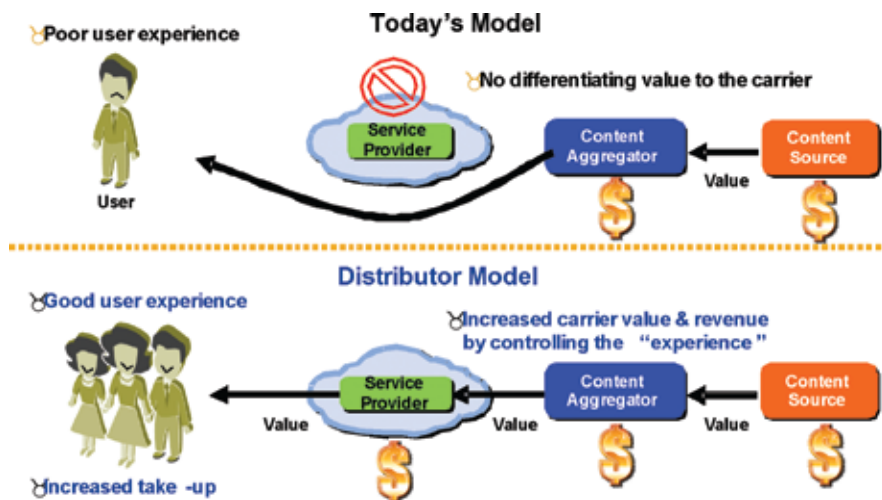 Today's Model
Poor user experience
No differentiating value to the carrier
Service
Provider
Content
Aggregator
Content
Source
Value
User
$
$
Distributor Model
Good user experience
Increased carrier value & revenue
by controlling the "experience"
Service
Provider
Content
Aggregator
Content
Source
Value
Value
Value
$
$
$
Increased take -up